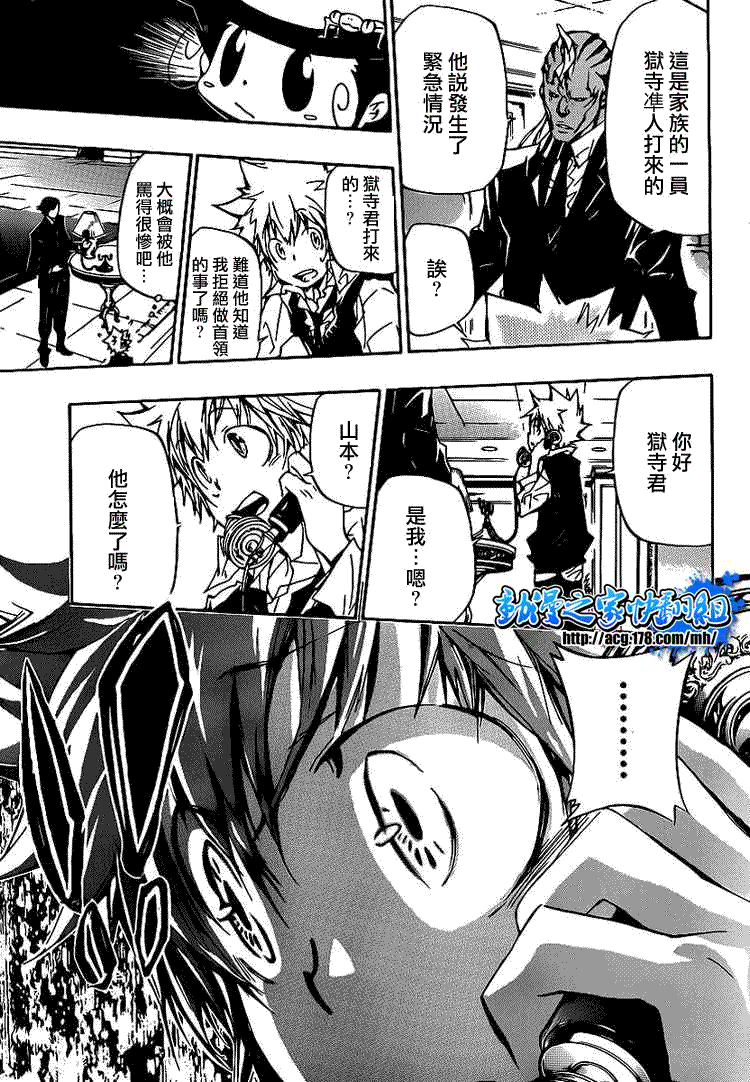 這是家族的一員
獄寺隼人打來的
他說發生了
緊急情況
誒?
獄寺君打來
的…?
難道他知道
我拒絕做首領
的事了嗎?
大概會被他
罵得很慘吧…
你好
獄寺君
是我…嗯?
山本?
他怎麼了嗎?
動漫之家快翻組
http://acg.178.com/mh/
……